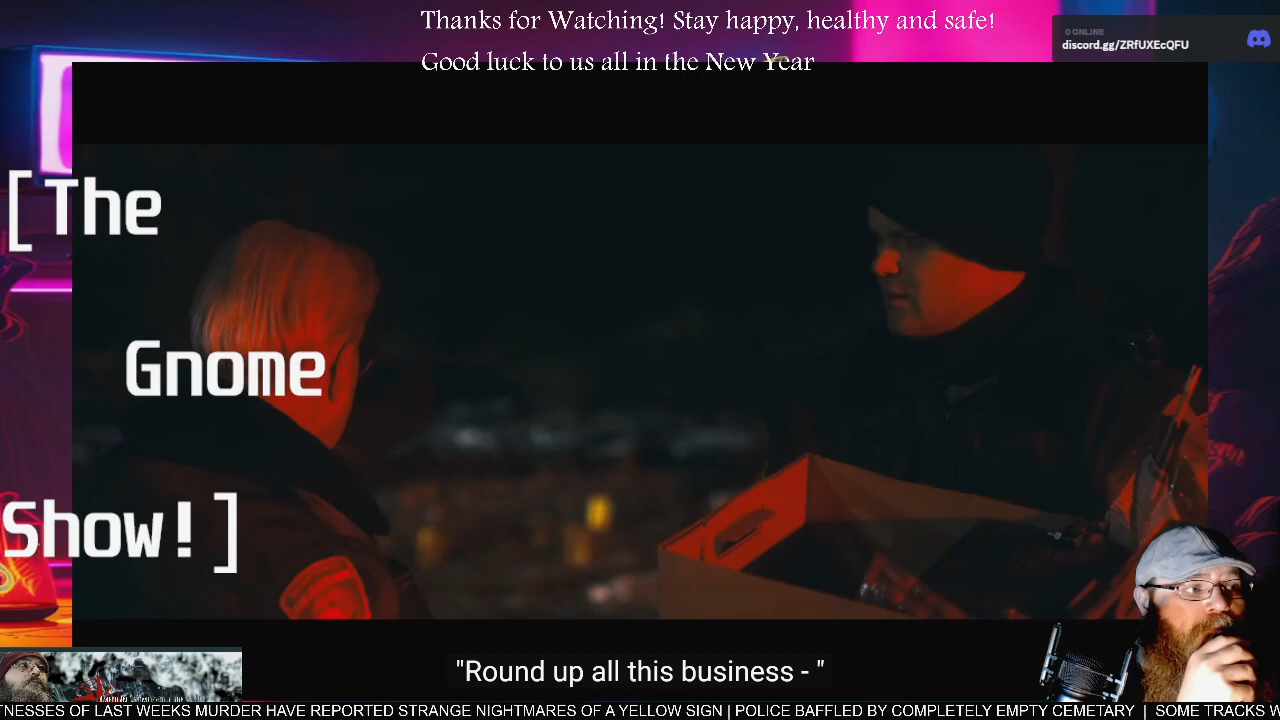 Thanks for Watching! Stay happy, healthy and safe!
Good luck to us all in the New Year
0 ONLINE
discord.gg/ZRfUXEcQFU
[The
Gnome
Show!]
"Round up all this business - "
TNESSES OF LAST WEEKS MURDER HAVE REPORTED STRANGE NIGHTMARES OF A YELLOW SIGN | POLICE BAFFLED BY COMPLETELY EMPTY CEMETARY | SOME TRACKS W